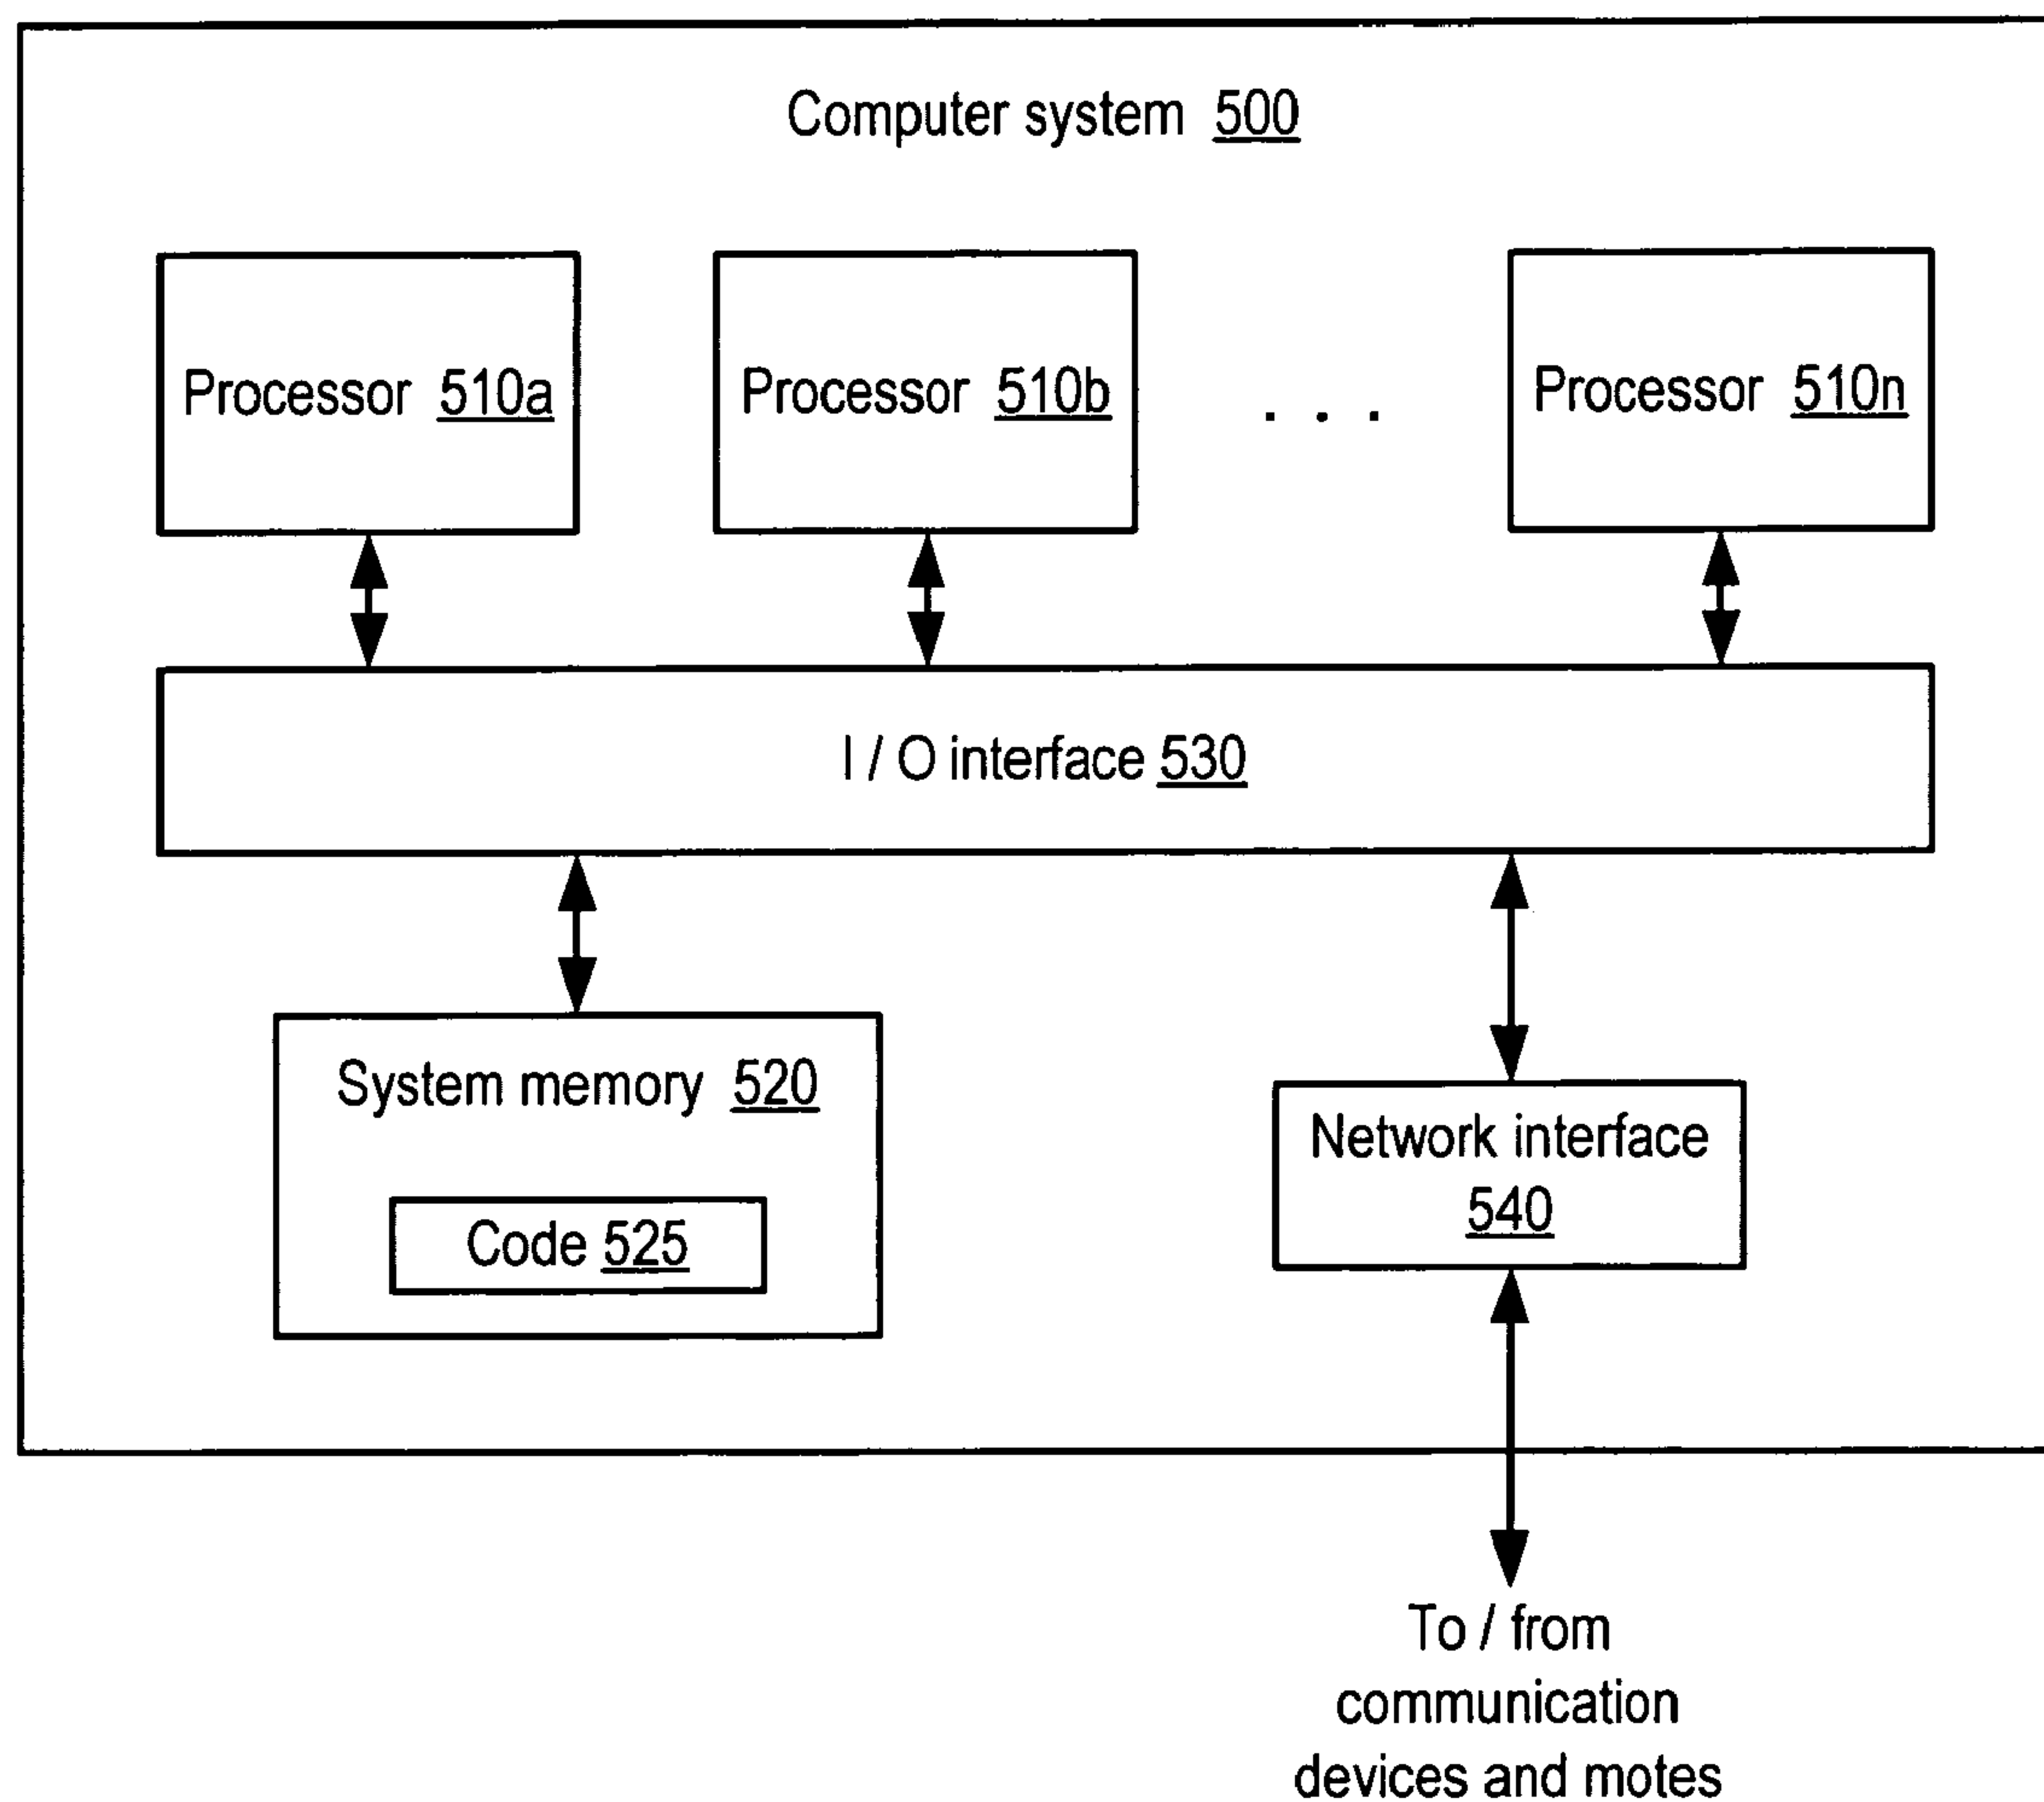 Computer system 500
Processor 510a
Processor 510b
. . .
Processor 510n
I / O interface 530
System memory 520
Code 525
Network interface
540
To / from
communication
devices and motes